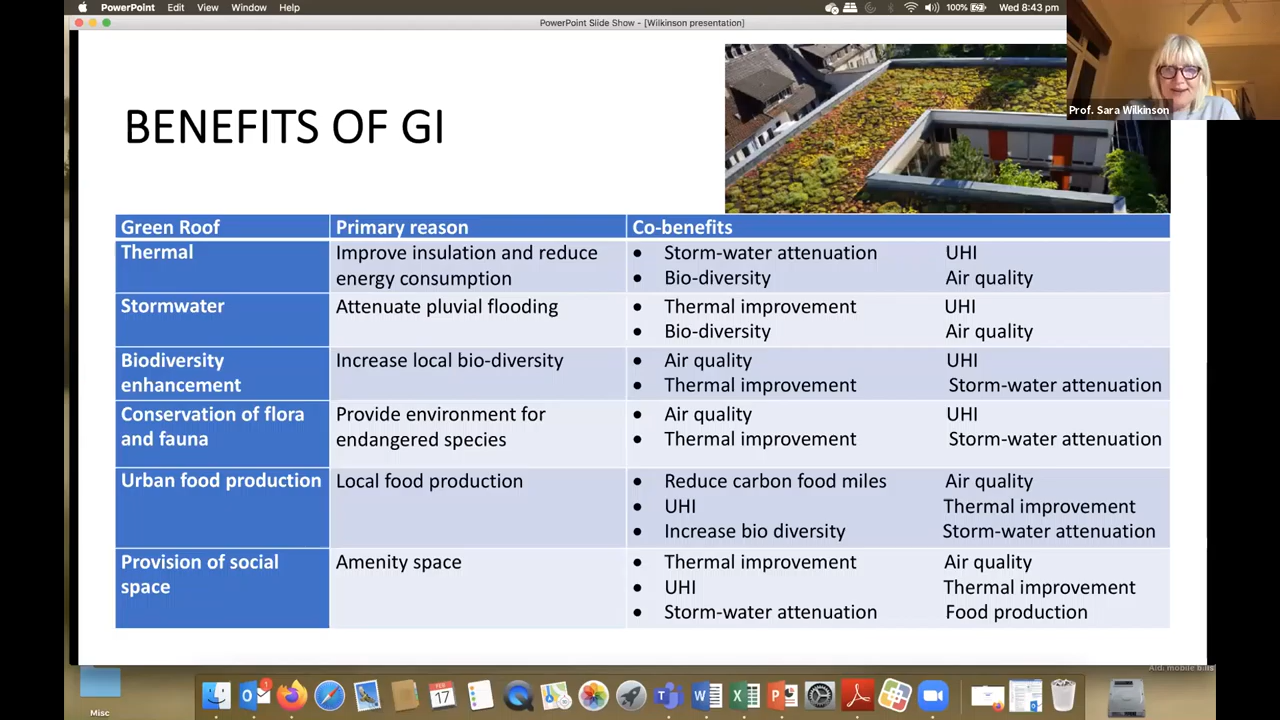 PowerPoint Edit View Window Help 100% Wed 8:43 pm
PowerPoint Slide Show - [Wilkinson presentation]
Prof. Sara Wilkinson
BENEFITS OF GI
Green Roof Primary reason Co-benefits
Thermal Improve insulation and reduce • Storm-water attenuation UHI
energy consumption • Bio-diversity Air quality
Stormwater Attenuate pluvial flooding • Thermal improvement UHI
• Bio-diversity Air quality
Biodiversity Increase local bio-diversity • Air quality UHI
enhancement • Thermal improvement Storm-water attenuation
Conservation of flora Provide environment for • Air quality UHI
and fauna endangered species • Thermal improvement Storm-water attenuation
Urban food production Local food production • Reduce carbon food miles Air quality
• UHI Thermal improvement
• Increase bio diversity Storm-water attenuation
Provision of social Amenity space • Thermal improvement Air quality
space • UHI Thermal improvement
• Storm-water attenuation Food production
Aid: mobile bills
FEB
17
1
Misc